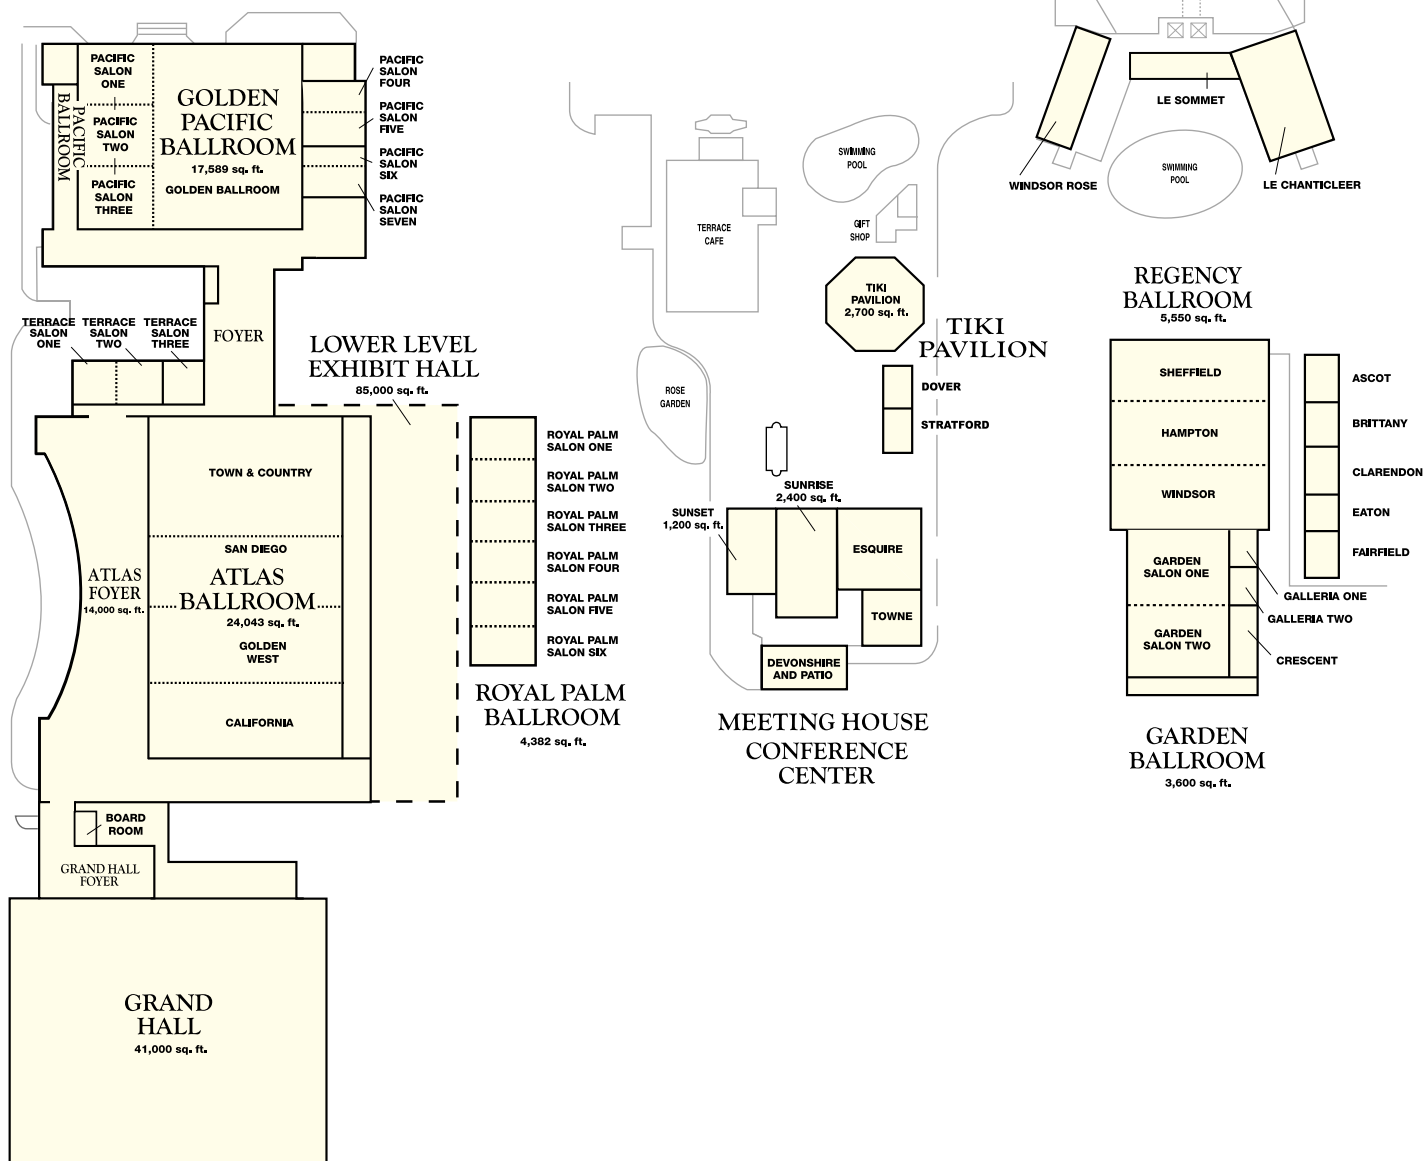 PACIFIC
SALON
ONE
PACIFIC
SALON
TWO
PACIFIC
SALON
THREE
PACIFIC
BALLROOM
GOLDEN
PACIFIC
BALLROOM
17,589 sq. ft.
GOLDEN BALLROOM
PACIFIC
SALON
FOUR
PACIFIC
SALON
FIVE
PACIFIC
SALON
SIX
PACIFIC
SALON
SEVEN
TERRACE
SALON
ONE
TERRACE
SALON
TWO
TERRACE
SALON
THREE
FOYER
LOWER LEVEL
EXHIBIT HALL
85,000 sq. ft.
TOWN & COUNTRY
SAN DIEGO
ATLAS
BALLROOM
24,043 sq. ft.
GOLDEN
WEST
CALIFORNIA
ATLAS
FOYER
14,000 sq. ft.
BOARD
ROOM
GRAND HALL
FOYER
GRAND
HALL
41,000 sq. ft.
ROYAL PALM
SALON ONE
ROYAL PALM
SALON TWO
ROYAL PALM
SALON THREE
ROYAL PALM
SALON FOUR
ROYAL PALM
SALON FIVE
ROYAL PALM
SALON SIX
ROYAL PALM
BALLROOM
4,382 sq. ft.
TERRACE
CAFE
SWIMMING
POOL
GIFT
SHOP
TIKI
PAVILION
2,700 sq. ft.
TIKI
PAVILION
ROSE
GARDEN
DOVER
STRATFORD
SUNRISE
2,400 sq. ft.
SUNSET
1,200 sq. ft.
ESQUIRE
TOWNE
DEVONSHIRE
AND PATIO
MEETING HOUSE
CONFERENCE
CENTER
LE SOMMET
WINDSOR ROSE
SWIMMING
POOL
LE CHANTICLEER
REGENCY
BALLROOM
5,550 sq. ft.
SHEFFIELD
HAMPTON
WINDSOR
ASCOT
BRITTANY
CLARENDON
EATON
FAIRFIELD
GARDEN
SALON ONE
GARDEN
SALON TWO
GALLERIA ONE
GALLERIA TWO
CRESCENT
GARDEN
BALLROOM
3,600 sq. ft.